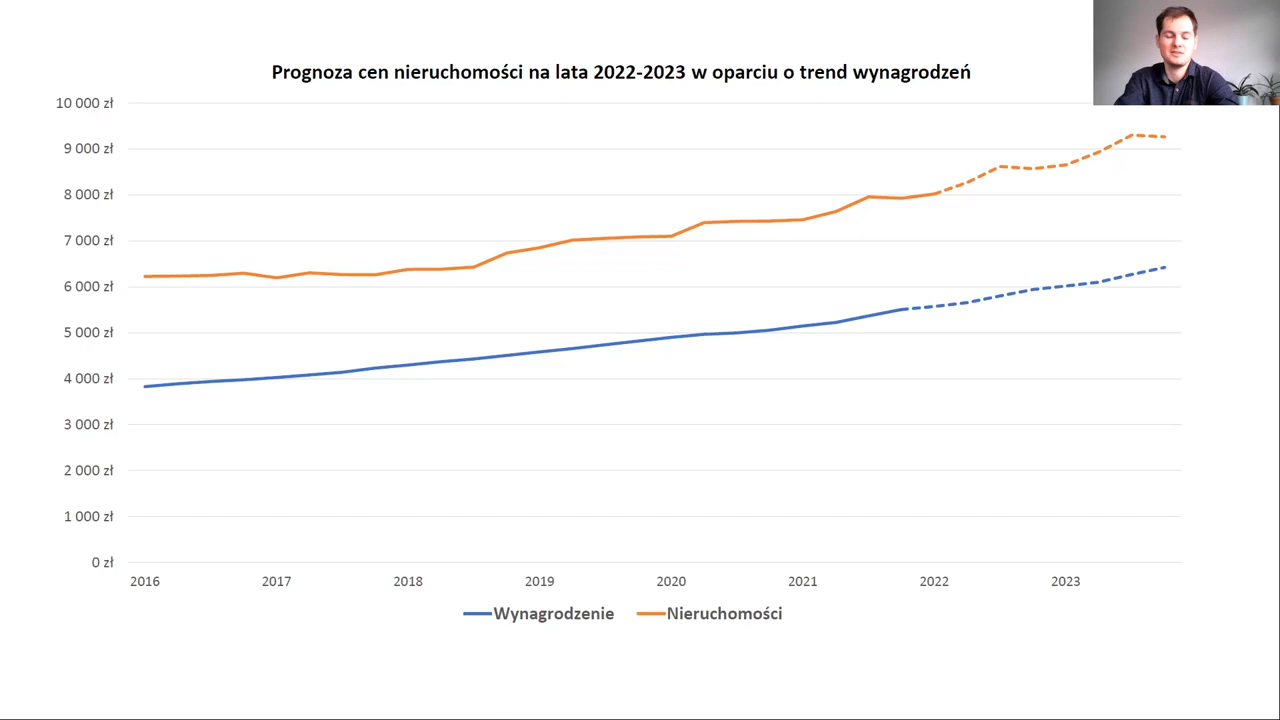 Prognoza cen nieruchomości na lata 2022-2023 w oparciu o trend wynagrodzeń
10 000 zł
9 000 zł
8 000 zł
7 000 zł
6 000 zł
5 000 zł
4 000 zł
3 000 zł
2 000 zł
1 000 zł
0 zł
2016 2017 2018 2019 2020 2021 2022 2023
Wynagrodzenie Nieruchomości